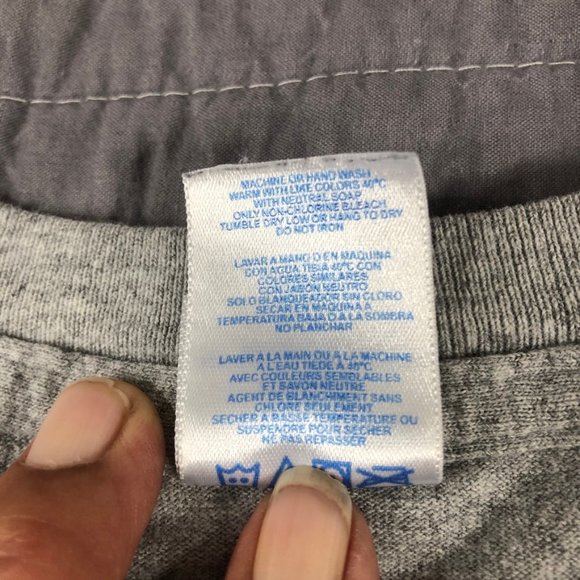 MACHINE OR HAND WASH
WARM WITH LIKE COLORS 40°C
WITH NEUTRAL SOAP
ONLY NON-CHLORINE BLEACH
TUMBLE DRY LOW OR HANG TO DRY
DO NOT IRON
LAVAR A MANO O EN MAQUINA
CON AGUA TIBIA 40°C CON
COLORES SIMILARES
CON JABON NEUTRO
SOLO BLANQUEADOR SIN CLORO
SECAR EN MAQUINA A
TEMPERATURA BAJA O A LA SOMBRA
NO PLANCHAR
LAVER À LA MAIN OU À LA MACHINE
A L'EAU TIEDE À 40°C
AVEC COULEURS SEMBLABLES
ET SAVON NEUTRE
AGENT DE BLANCHIMENT SANS
CHLORE SEULEMENT
SECHER A BASSE TEMPERATURE OU
SUSPENDRE POUR SECHER
NE PAS REPASSER